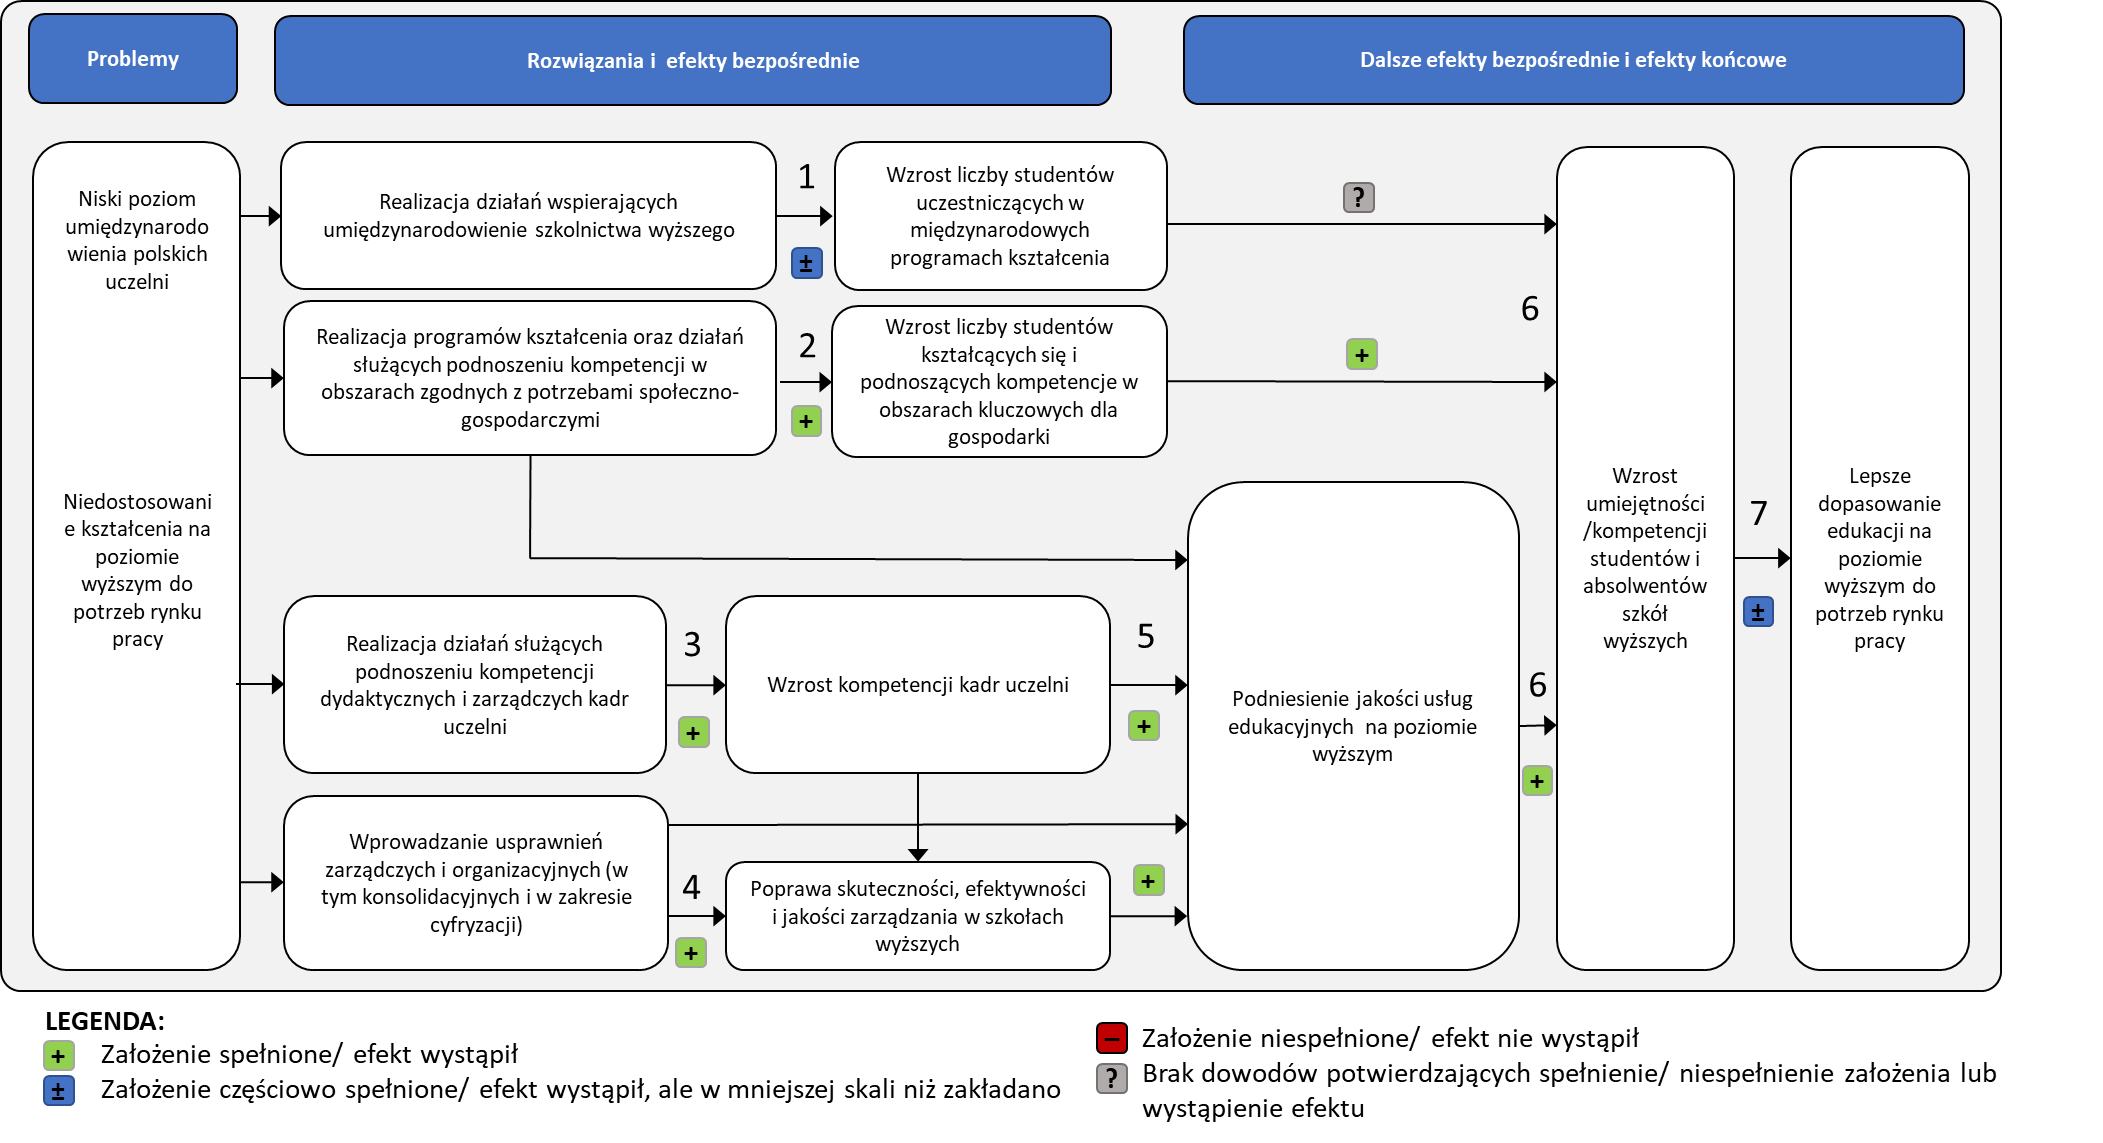 Problemy
Rozwiązania i efekty bezpośrednie
Dalsze efekty bezpośrednie i efekty końcowe
Niski poziom
umiędzynarodo
wienia polskich
uczelni
Niedostosowani
e kształcenia na
poziomie
wyższym do
potrzeb rynku
pracy
Realizacja działań wspierających
umiędzynarodowienie szkolnictwa wyższego
1
±
Wzrost liczby studentów
uczestniczących w
międzynarodowych
programach kształcenia
?
Realizacja programów kształcenia oraz działań
służących podnoszeniu kompetencji w
obszarach zgodnych z potrzebami społeczno-
gospodarczymi
2
+
Wzrost liczby studentów
kształcących się i
podnoszących kompetencje w
obszarach kluczowych dla
gospodarki
6
+
Realizacja działań służących
podnoszeniu kompetencji
dydaktycznych i zarządczych kadr
uczelni
3
+
Wzrost kompetencji kadr uczelni
5
+
Wprowadzanie usprawnień
zarządczych i organizacyjnych (w
tym konsolidacyjnych i w zakresie
cyfryzacji)
4
+
Poprawa skuteczności, efektywności
i jakości zarządzania w szkołach
wyższych
+
Podniesienie jakości usług
edukacyjnych na poziomie
wyższym
6
+
Wzrost
umiejętności
/kompetencji
studentów i
absolwentów
szkół
wyższych
7
±
Lepsze
dopasowanie
edukacji na
poziomie
wyższym do
potrzeb rynku
pracy
LEGENDA:
+ Założenie spełnione/ efekt wystąpił
± Założenie częściowo spełnione/ efekt wystąpił, ale w mniejszej skali niż zakładano
− Założenie niespełnione/ efekt nie wystąpił
? Brak dowodów potwierdzających spełnienie/ niespełnienie założenia lub
wystąpienie efektu